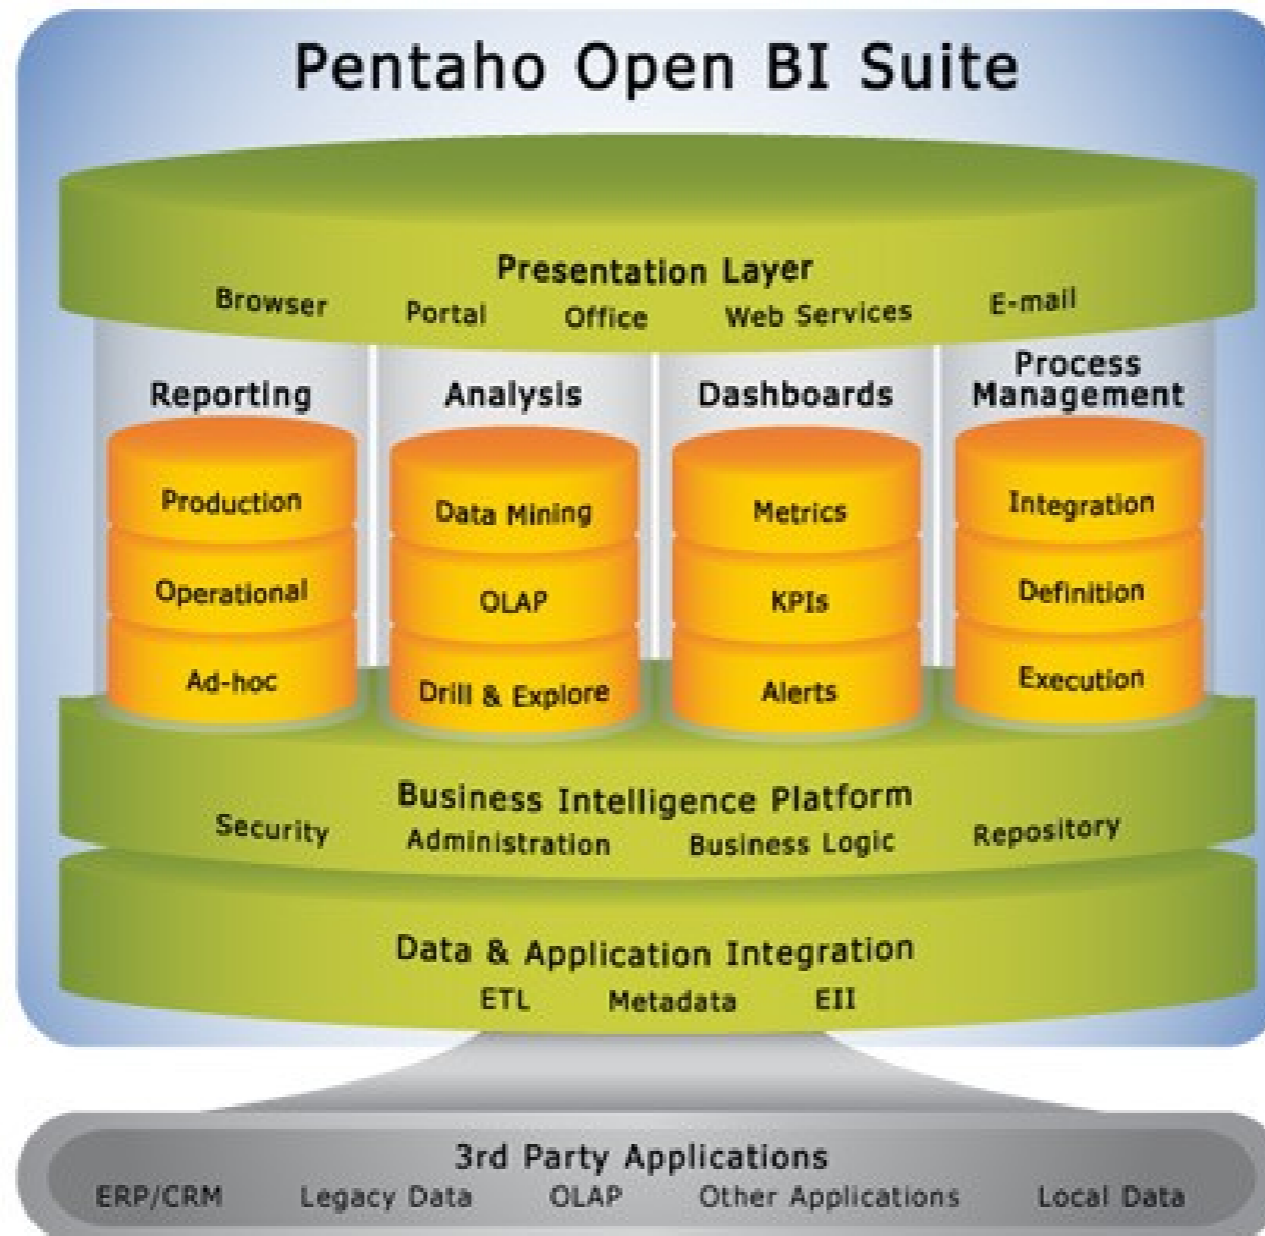 Pentaho Open BI Suite
Presentation Layer
Browser Portal Office Web Services E-mail
Reporting
Production
Operational
Ad-hoc
Analysis
Data Mining
OLAP
Drill & Explore
Dashboards
Metrics
KPIs
Alerts
Process
Management
Integration
Definition
Execution
Business Intelligence Platform
Security Administration Business Logic Repository
Data & Application Integration
ETL Metadata EII
3rd Party Applications
ERP/CRM Legacy Data OLAP Other Applications Local Data